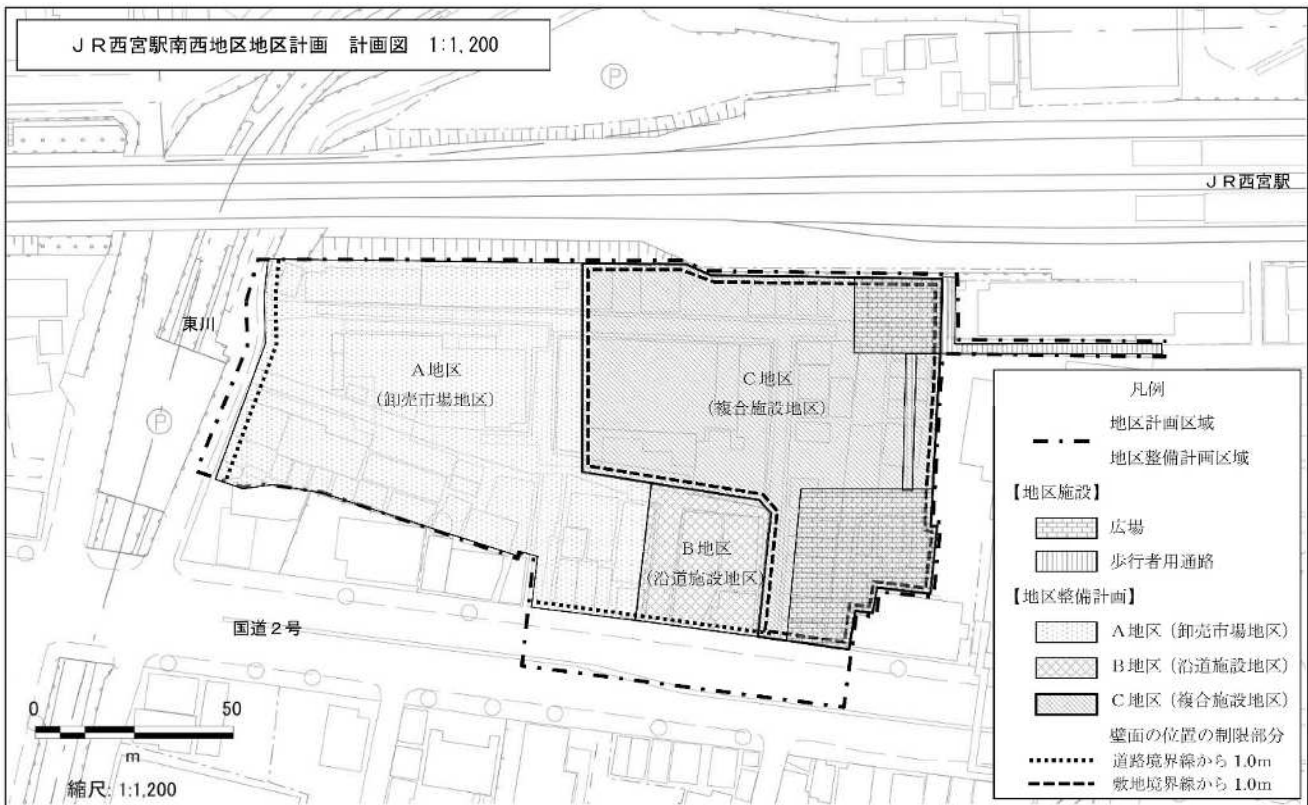 JR西宮駅南西地区地区計画 計画図 1:1,200
P
JR西宮駅
東川
A地区
(卸売市場地区)
C地区
(複合施設地区)
P
B地区
(沿道施設地区)
国道2号
0 50
m
縮尺: 1:1,200
凡例
地区計画区域
地区整備計画区域
【地区施設】
広場
歩行者用通路
【地区整備計画】
A地区(卸売市場地区)
B地区(沿道施設地区)
C地区(複合施設地区)
壁面の位置の制限部分
道路境界線から 1.0m
敷地境界線から 1.0m